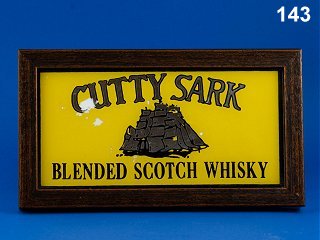 143
CUTTY SARK
BLENDED SCOTCH WHISKY